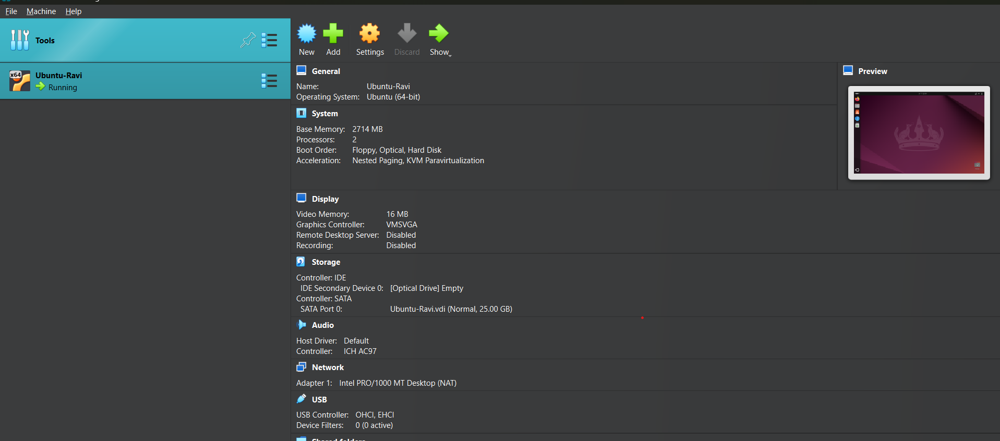 File Machine Help
Tools
x64
Ubuntu-Ravi
Running
New Add Settings Discard Show
General
Name: Ubuntu-Ravi
Operating System: Ubuntu (64-bit)
Preview
System
Base Memory: 2714 MB
Processors: 2
Boot Order: Floppy, Optical, Hard Disk
Acceleration: Nested Paging, KVM Paravirtualization
Display
Video Memory: 16 MB
Graphics Controller: VMSVGA
Remote Desktop Server: Disabled
Recording: Disabled
Storage
Controller: IDE
IDE Secondary Device 0: [Optical Drive] Empty
Controller: SATA
SATA Port 0: Ubuntu-Ravi.vdi (Normal, 25.00 GB)
Audio
Host Driver: Default
Controller: ICH AC97
Network
Adapter 1: Intel PRO/1000 MT Desktop (NAT)
USB
USB Controller: OHCI, EHCI
Device Filters: 0 (0 active)
Shared folders